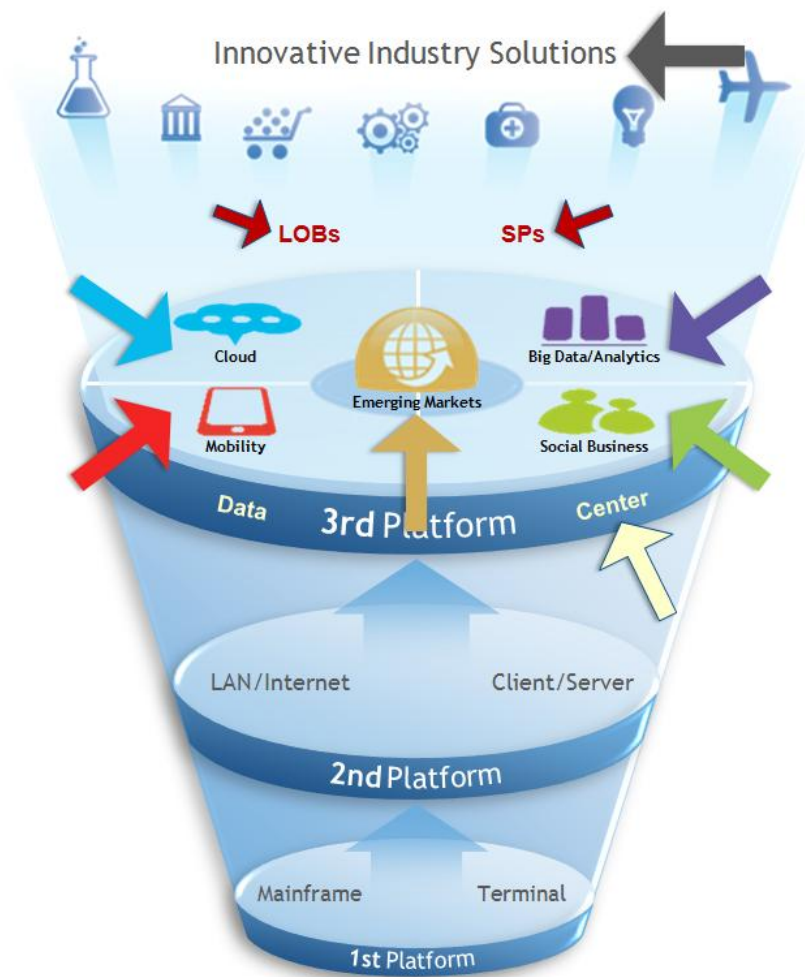 Innovative Industry Solutions
LOBs
SPs
Cloud
Big Data/Analytics
Emerging Markets
Mobility
Social Business
Data
Center
3rd Platform
LAN/Internet
Client/Server
2nd Platform
Mainframe
Terminal
1st Platform